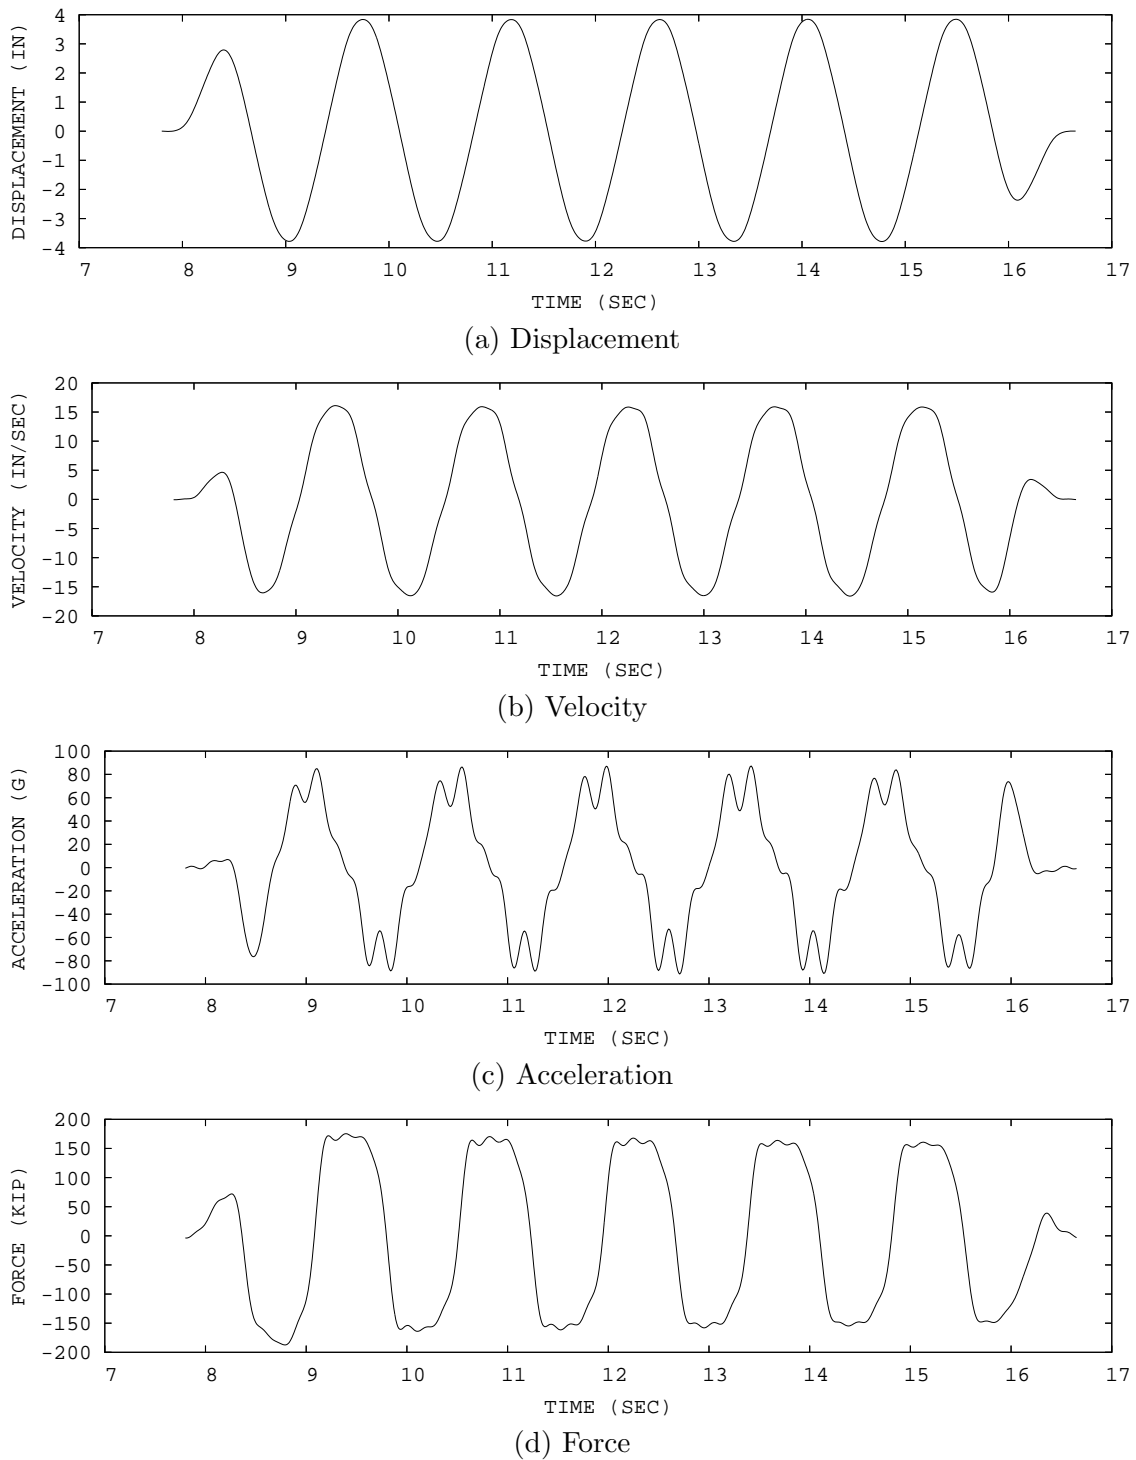 DISPLACEMENT (IN)
4
3
2
1
0
-1
-2
-3
-4
7 8 9 10 11 12 13 14 15 16 17
TIME (SEC)
(a) Displacement
VELOCITY (IN/SEC)
20
15
10
5
0
-5
-10
-15
-20
7 8 9 10 11 12 13 14 15 16 17
TIME (SEC)
(b) Velocity
ACCELERATION (G)
100
80
60
40
20
0
-20
-40
-60
-80
-100
7 8 9 10 11 12 13 14 15 16 17
TIME (SEC)
(c) Acceleration
FORCE (KIP)
200
150
100
50
0
-50
-100
-150
-200
7 8 9 10 11 12 13 14 15 16 17
TIME (SEC)
(d) Force